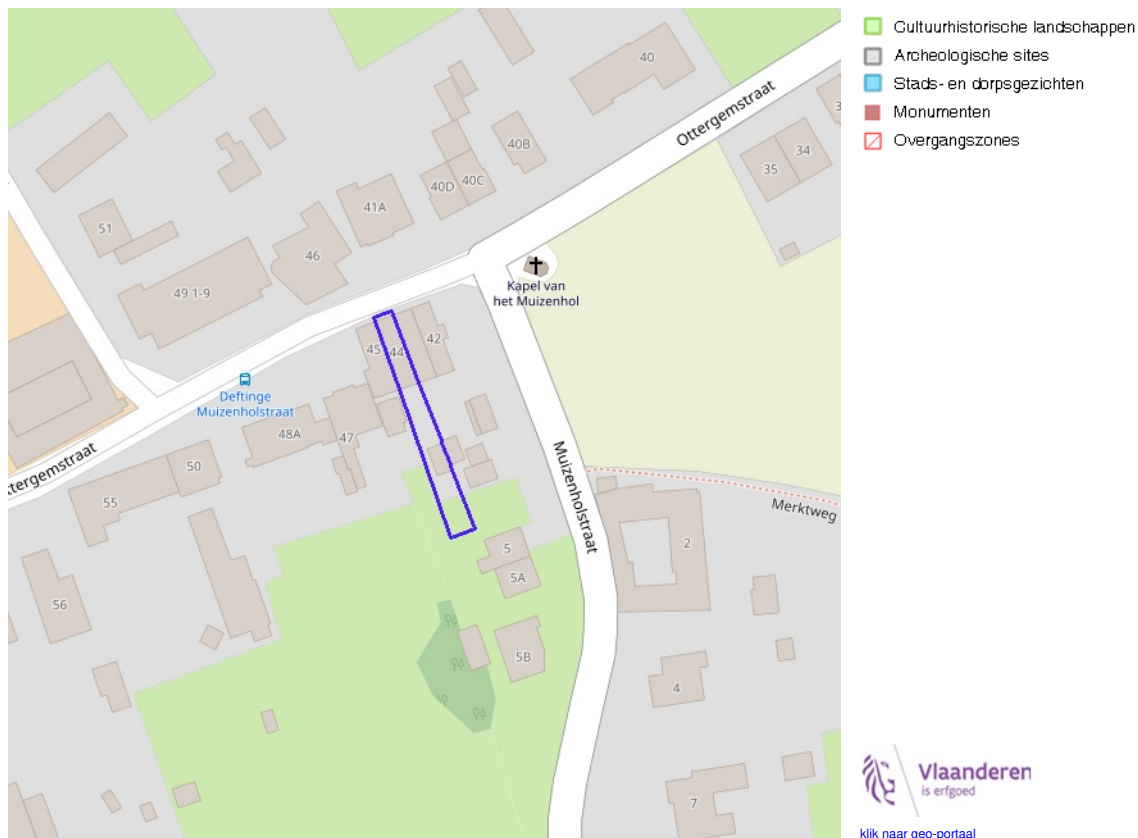 Cultuurhistorische landschappen
Archeologische sites
Stads- en dorpsgezichten
Monumenten
Overgangszones
40
Ottergemstraat
40B
40D
40C
41A
35
34
51
46
49 1-9
Kapel van
het Muizenhol
45
44
42
Deftinge
Muizenholstraat
48A
47
50
55
ttergemstraat
Muizenholstraat
Merktweg
2
5
5A
56
5B
4
7
Vlaanderen
is erfgoed
klik naar geo-portaal